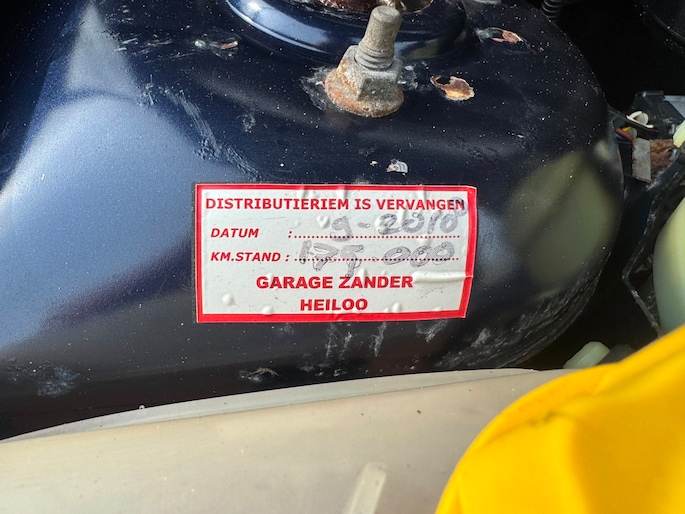 DISTRIBUTIERIEM IS VERVANGEN
DATUM :
KM.STAND :
GARAGE ZANDER
HEILOO